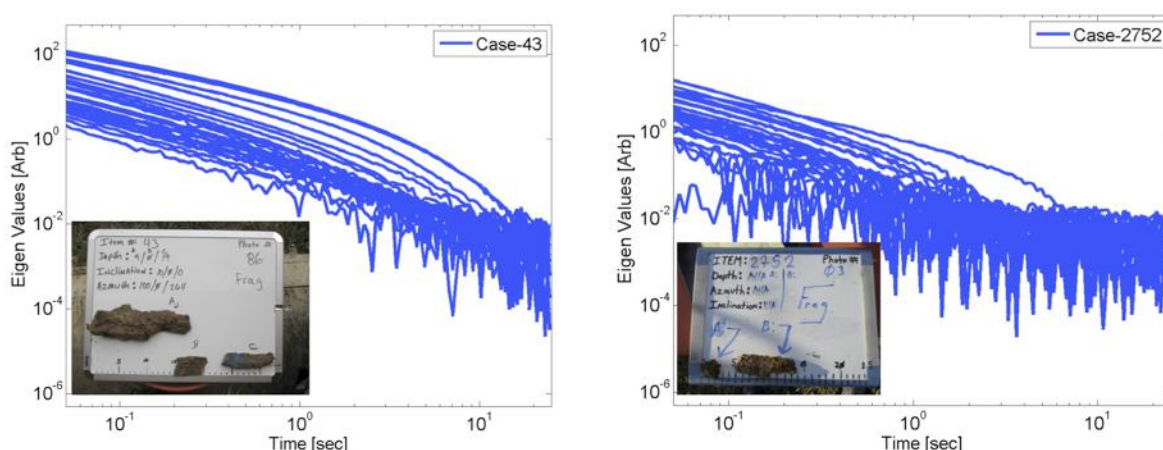 Case-43
Eigen Values [Arb]
10^2
10^0
10^-2
10^-4
10^-6
10^-1
10^0
10^1
Time [sec]
Item #: 43
Photo #
86
Inclination:
Azimuth:
Frag
A
B
C
Case-2752
Eigen Values [Arb]
10^2
10^0
10^-2
10^-4
10^-6
10^-1
10^0
10^1
Time [sec]
ITEM: 2752
Photo #
Depth: N/A
Ø3
Azimuth: N/A
Inclination: N/A
Frag
A:
B: